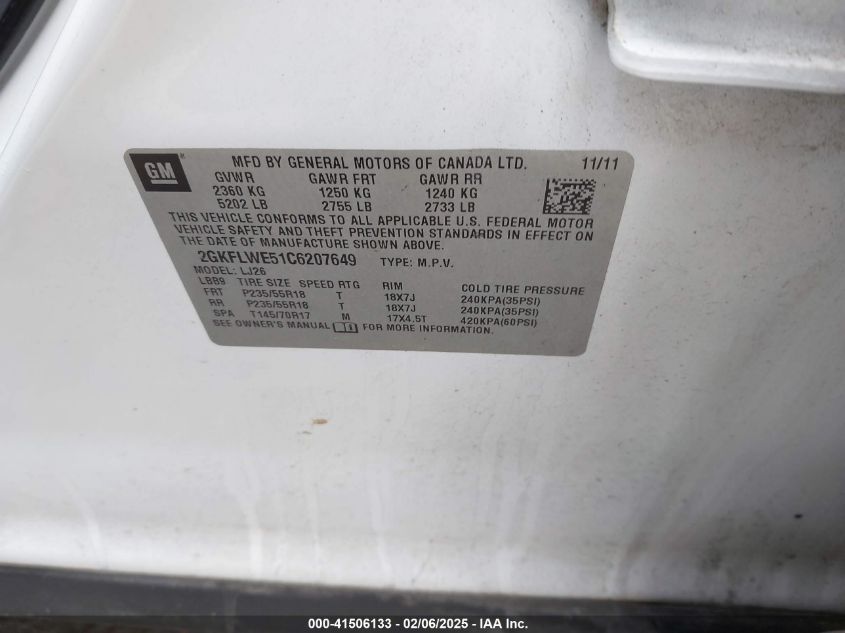 GM
MFD BY GENERAL MOTORS OF CANADA LTD. 11/11
GVWR GAWR FRT GAWR RR
2360 KG 1250 KG 1240 KG
5202 LB 2755 LB 2733 LB
THIS VEHICLE CONFORMS TO ALL APPLICABLE U.S. FEDERAL MOTOR
VEHICLE SAFETY AND THEFT PREVENTION STANDARDS IN EFFECT ON
THE DATE OF MANUFACTURE SHOWN ABOVE.
2GKFLWE51C6207649 TYPE: M.P.V.
MODEL: LJ26
LBB9 TIRE SIZE SPEED RTG RIM COLD TIRE PRESSURE
FRT P235/55R18 T 18X7J 240KPA(35PSI)
RR P235/55R18 T 18X7J 240KPA(35PSI)
SPA T145/70R17 M 17X4.5T 420KPA(60PSI)
SEE OWNER'S MANUAL FOR MORE INFORMATION.
000-41506133 - 02/06/2025 - IAA Inc.